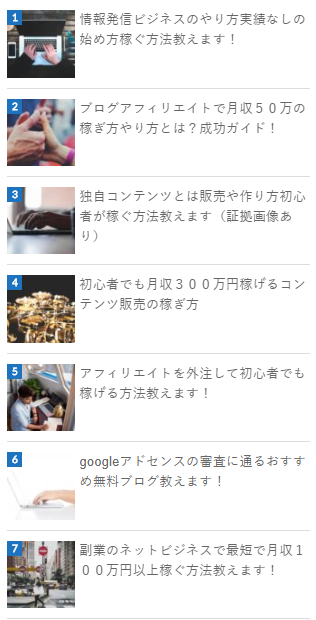 1
情報発信ビジネスのやり方実績なしの
始め方稼ぐ方法教えます！
2
ブログアフィリエイトで月収５０万の
稼ぎ方やり方とは？成功ガイド！
3
独自コンテンツとは販売や作り方初心
者が稼ぐ方法教えます（証拠画像あ
り）
4
初心者でも月収３００万円稼げるコン
テンツ販売の稼ぎ方
5
アフィリエイトを外注して初心者でも
稼げる方法教えます！
6
googleアドセンスの審査に通るおすす
め無料ブログ教えます！
7
副業のネットビジネスで最短で月収１
００万円以上稼ぐ方法教えます！